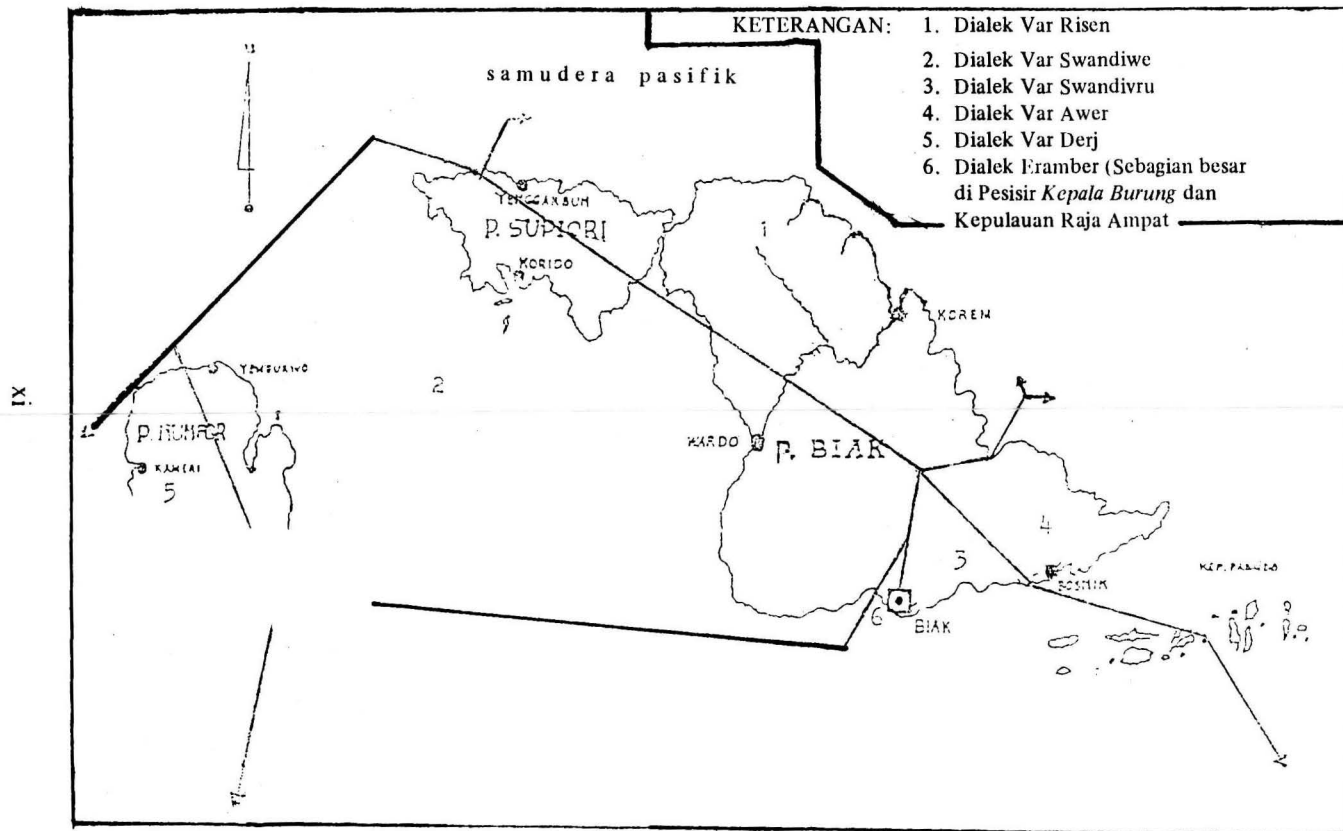 KETERANGAN: 1. Dialek Var Risen
2. Dialek Var Swandiwe
3. Dialek Var Swandivru
4. Dialek Var Awer
5. Dialek Var Derj
6. Dialek Eramber (Sebagian besar
di Pesisir Kepala Burung dan
Kepulauan Raja Ampat
samudera pasifik
P. SUPIORI
KORIDO
1
KOREM
2
IX
P. NUMFOR
WARDO
P. BIAK
5
4
3
BOSNIK
6
BIAK